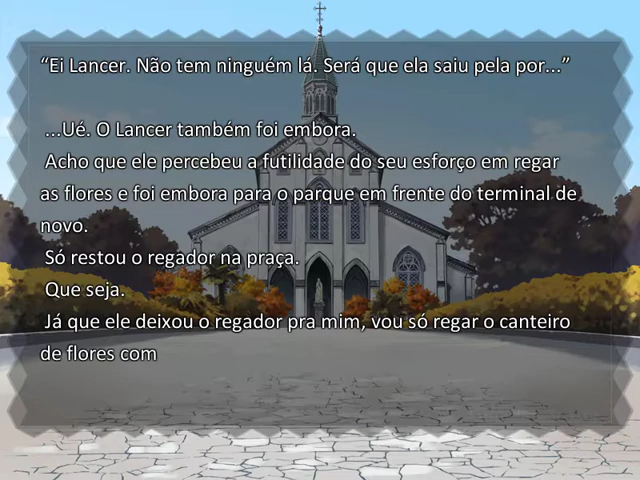 “Ei Lancer. Não tem ninguém lá. Será que ela saiu pela por...”
...Ué. O Lancer também foi embora.
Acho que ele percebeu a futilidade do seu esforço em regar
as flores e foi embora para o parque em frente do terminal de
novo.
Só restou o regador na praça.
Que seja.
Já que ele deixou o regador pra mim, vou só regar o canteiro
de flores com